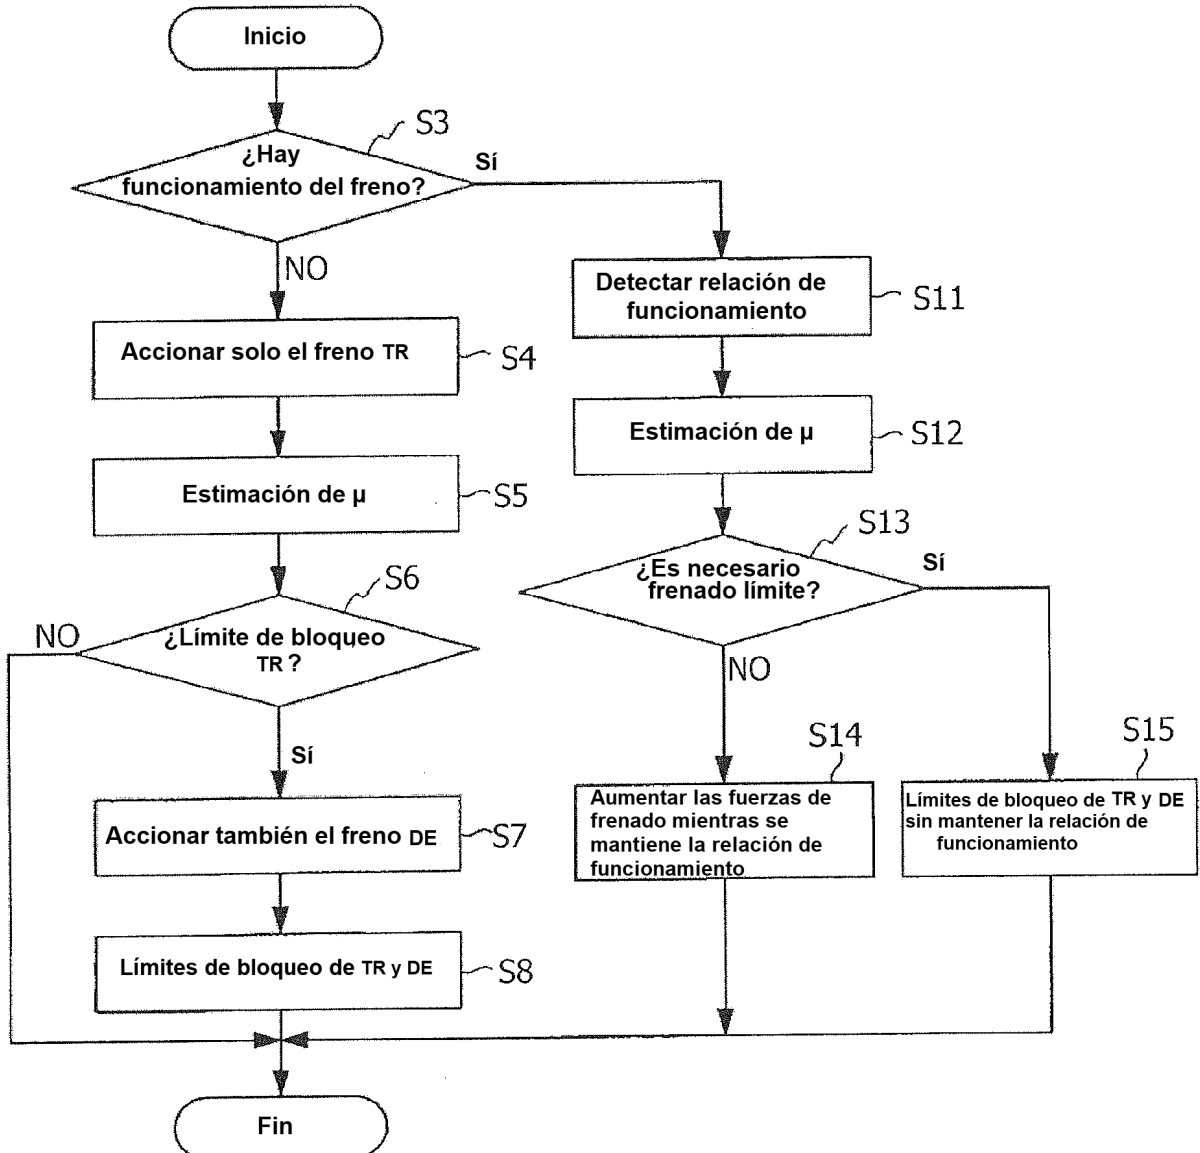 Inicio
S3
¿Hay
funcionamiento del freno?
Sí
NO
Accionar solo el freno TR
S4
Estimación de µ
S5
S6
¿Límite de bloqueo
TR ?
NO
Sí
Accionar también el freno DE
S7
Límites de bloqueo de TR y DE
S8
Detectar relación de
funcionamiento
S11
Estimación de µ
S12
S13
¿Es necesario
frenado límite?
Sí
NO
S14
Aumentar las fuerzas de
frenado mientras se
mantiene la relación de
funcionamiento
S15
Límites de bloqueo de TR y DE
sin mantener la relación de
funcionamiento
Fin